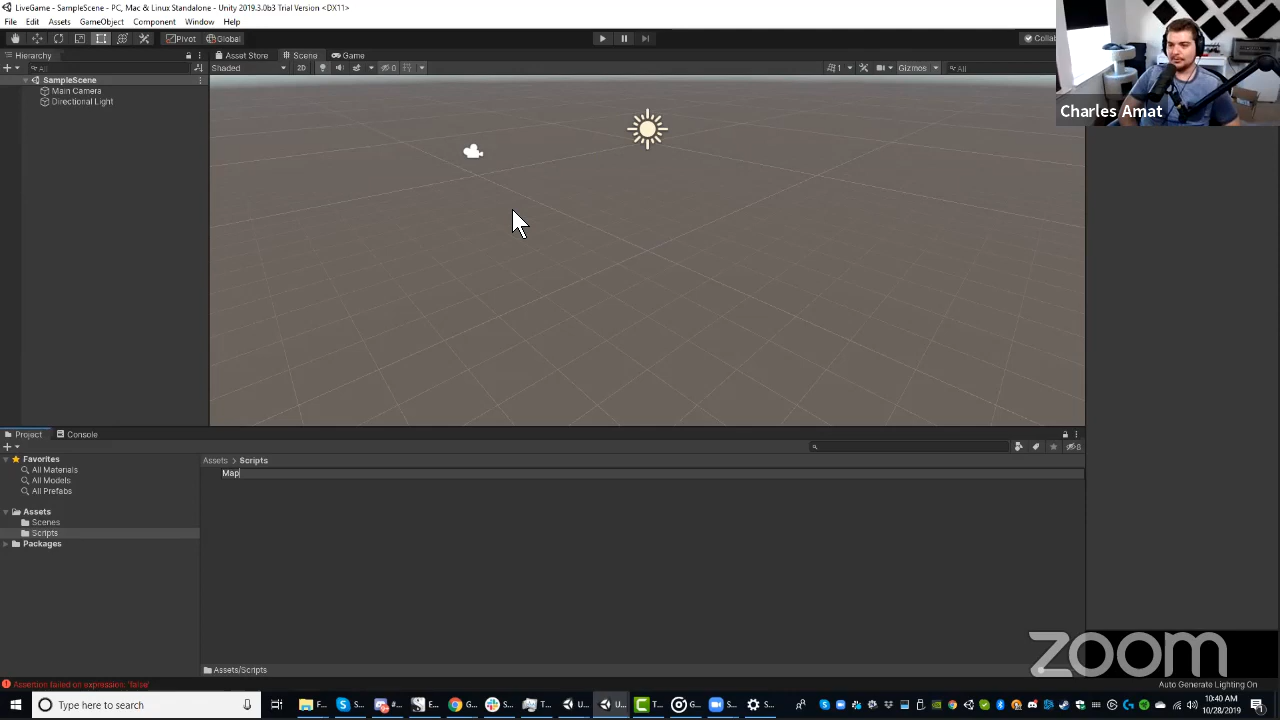 LiveGame - SampleScene - PC, Mac & Linux Standalone - Unity 2019.3.0b3 Trial Version <DX11>
File Edit Assets GameObject Component Window Help
Pivot Global Collab
Hierarchy Asset Store Scene Game
All Shaded 2D Gizmos All
SampleScene
Main Camera
Directional Light
Charles Amat
Project Console
Favorites
All Materials
All Models
All Prefabs
Assets
Scenes
Scripts
Packages
Assets > Scripts
Map
Assets/Scripts
zoom
Assertion failed on expression: 'false'
Auto Generate Lighting On
Type here to search
F... S... #... E... G... T... U... U... T... G... S... S...
10:40 AM
10/28/2019